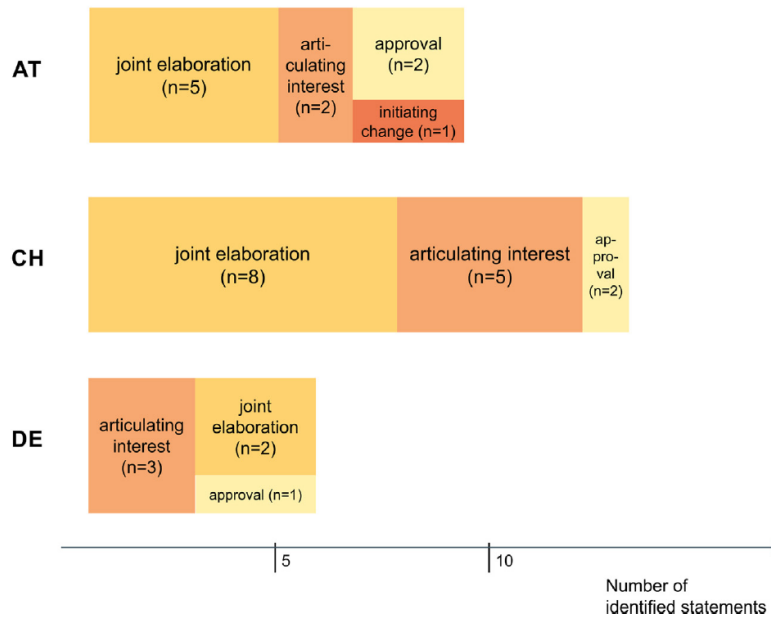 AT
joint elaboration
(n=5)
arti-
culating
interest
(n=2)
approval
(n=2)
initiating
change (n=1)
CH
joint elaboration
(n=8)
articulating interest
(n=5)
ap-
pro-
val
(n=2)
DE
articulating
interest
(n=3)
joint
elaboration
(n=2)
approval (n=1)
5
10
Number of
identified statements